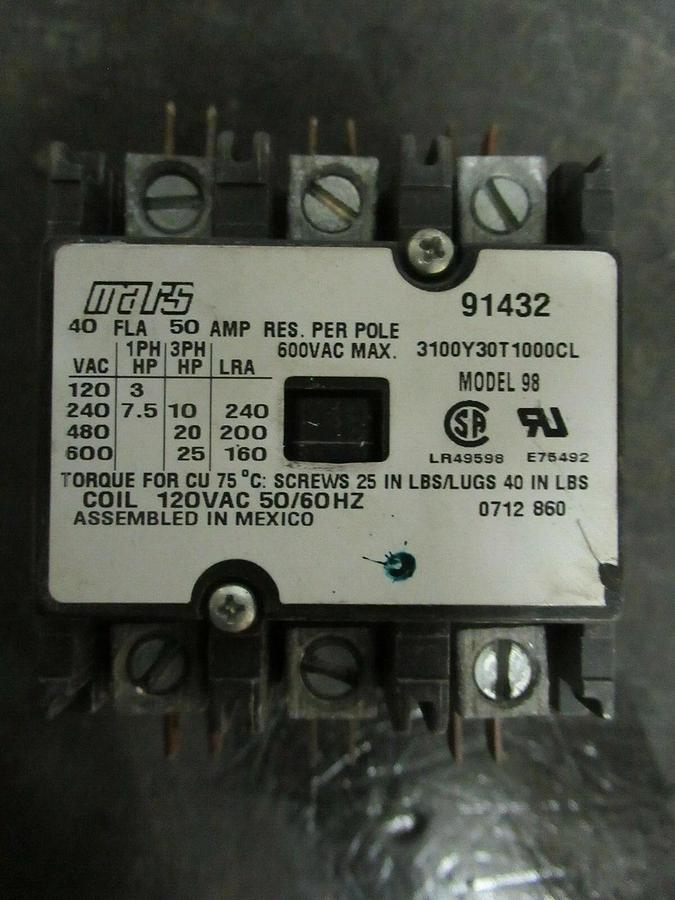 mars
91432
40 FLA 50 AMP RES. PER POLE
600VAC MAX.
3100Y30T1000CL
MODEL 98
VAC 1PH HP 3PH HP LRA
120 3
240 7.5 10 240
480 20 200
600 25 160
SA
RU
LR49598 E75492
TORQUE FOR CU 75 °C: SCREWS 25 IN LBS/LUGS 40 IN LBS
COIL 120VAC 50/60HZ
0712 860
ASSEMBLED IN MEXICO